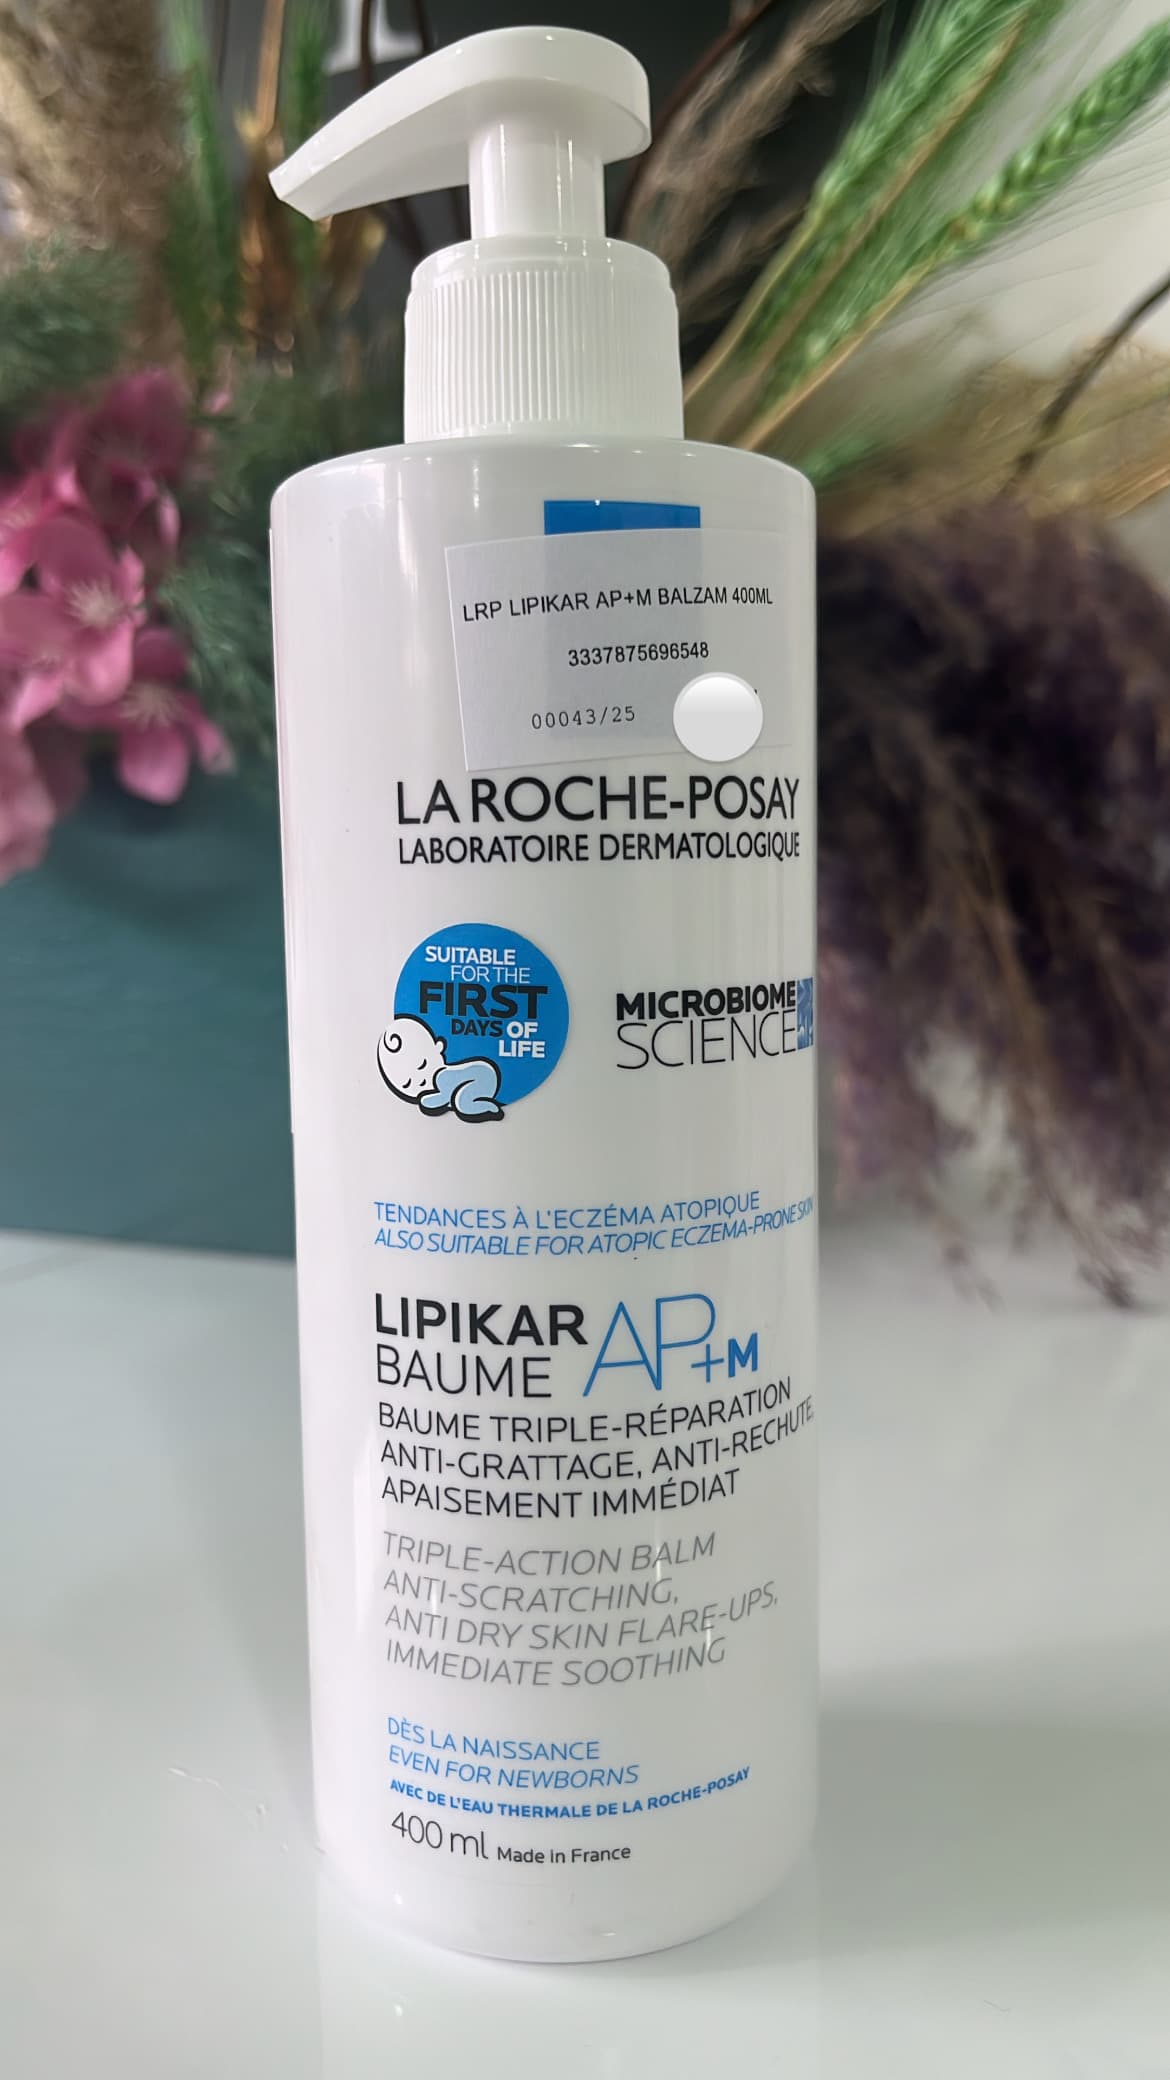 LRP LIPIKAR AP+M BALZAM 400ML
3337875696548
00043/25
LA ROCHE-POSAY
LABORATOIRE DERMATOLOGIQUE
SUITABLE
FOR THE
FIRST
DAYS OF
LIFE
MICROBIOME
SCIENCE
TENDANCES À L'ECZÉMA ATOPIQUE
ALSO SUITABLE FOR ATOPIC ECZEMA-PRONE SKIN
LIPIKAR
BAUME AP+M
BAUME TRIPLE-RÉPARATION
ANTI-GRATTAGE, ANTI-RECHUTE,
APAISEMENT IMMÉDIAT
TRIPLE-ACTION BALM
ANTI-SCRATCHING,
ANTI DRY SKIN FLARE-UPS,
IMMEDIATE SOOTHING
DÈS LA NAISSANCE
EVEN FOR NEWBORNS
AVEC DE L'EAU THERMALE DE LA ROCHE-POSAY
400 ml Made in France